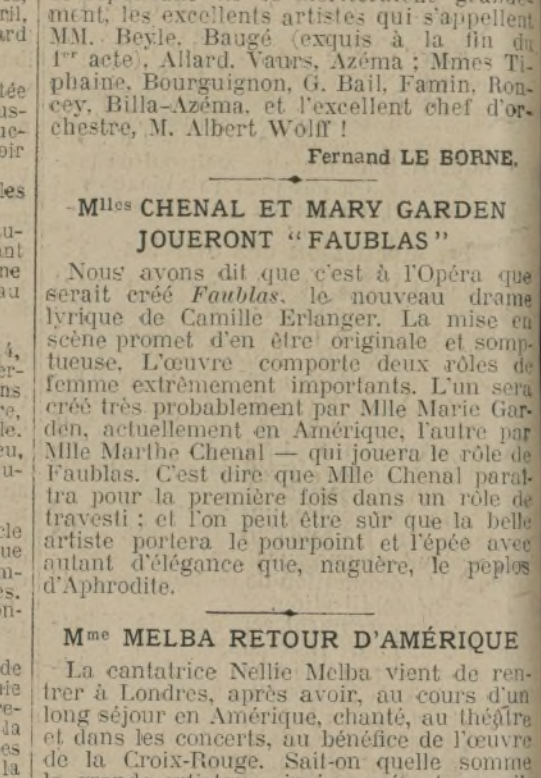 ment, les excellents artistes qui s'appellent
MM. Beyle, Baugé (exquis à la fin du
1er acte), Allard, Vaurs, Azéma ; Mmes Ti-
phaine, Bourguignon, G. Bail, Famin, Ron-
cey, Billa-Azéma, et l'excellent chef d'or-
chestre, M. Albert Wolff !
Fernand LE BORNE.
Mlles CHENAL ET MARY GARDEN
JOUERONT "FAUBLAS"
Nous avons dit que c'est à l'Opéra que
serait créé Faublas, le nouveau drame
lyrique de Camille Erlanger. La mise en
scène promet d'en être originale et somp-
tueuse. L'œuvre comporte deux rôles de
femme extrêmement importants. L'un sera
créé très probablement par Mlle Marie Gar-
den, actuellement en Amérique, l'autre par
Mlle Marthe Chenal — qui jouera le rôle de
Faublas. C'est dire que Mlle Chenal paraî-
tra pour la première fois dans un rôle de
travesti ; et l'on peut être sûr que la belle
artiste portera le pourpoint et l'épée avec
autant d'élégance que, naguère, le peplos
d'Aphrodite.
Mme MELBA RETOUR D'AMÉRIQUE
La cantatrice Nellie Melba vient de ren-
trer à Londres, après avoir, au cours d'un
long séjour en Amérique, chanté, au théâtre
et dans les concerts, au bénéfice de l'œuvre
de la Croix-Rouge. Sait-on quelle somme